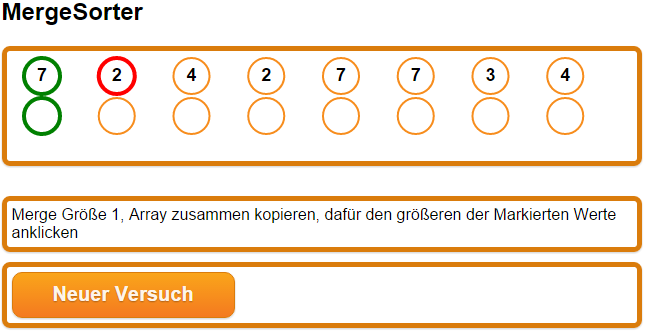 MergeSorter
7 2 4 2 7 7 3 4
Merge Größe 1, Array zusammen kopieren, dafür den größeren der Markierten Werte
anklicken
Neuer Versuch